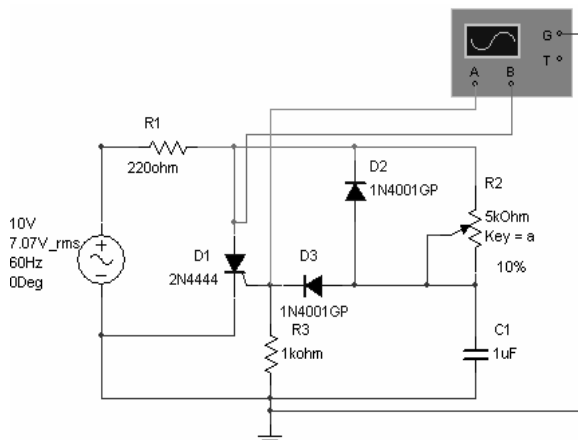 G
T
A B
R1
220ohm
D2
1N4001GP
R2
5kOhm
Key = a
10%
10V
7.07V_rms
60Hz
0Deg
D1
2N4444
D3
1N4001GP
R3
1kohm
C1
1uF